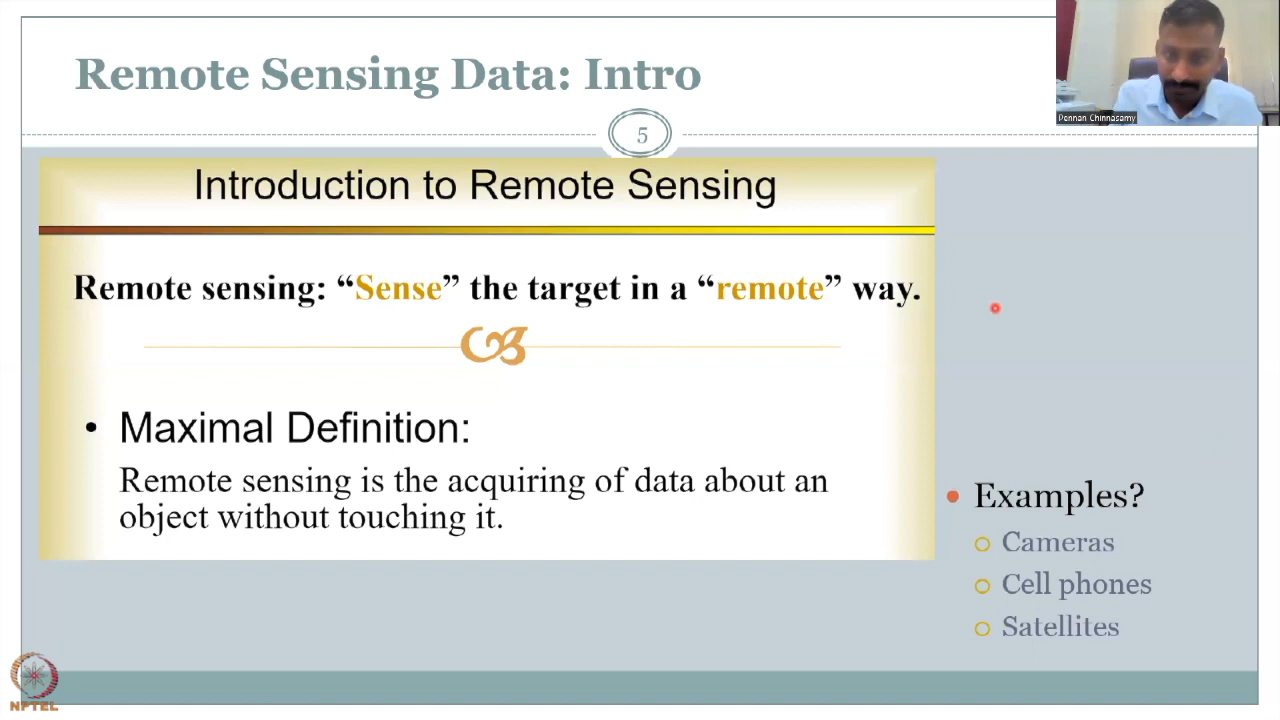 Remote Sensing Data: Intro
Pennan Chinnasamy
5
Introduction to Remote Sensing
Remote sensing: “Sense” the target in a “remote” way.
• Maximal Definition:
Remote sensing is the acquiring of data about an
object without touching it.
• Examples?
Cameras
Cell phones
Satellites
NPTEL